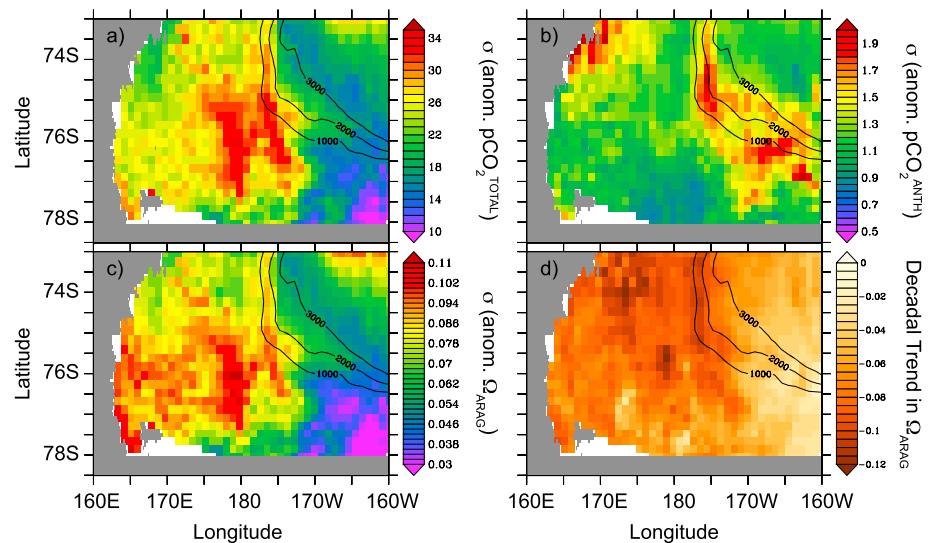 a)
74S
76S
78S
Latitude
3000
2000
1000
34
30
26
22
18
14
10
σ (anom. pCO₂ᵀᴼᵀᴬᴸ)
b)
3000
2000
1000
1.9
1.7
1.5
1.3
1.1
0.9
0.7
0.5
σ (anom. pCO₂ᴬᴺᵀᴴ)
c)
74S
76S
78S
Latitude
3000
2000
1000
160E
170E
180
170W
160W
Longitude
0.11
0.102
0.094
0.086
0.078
0.07
0.062
0.054
0.046
0.038
0.03
σ (anom. Ω_ARAG)
d)
3000
2000
1000
160E
170E
180
170W
160W
Longitude
0
−0.02
−0.04
−0.06
−0.08
−0.1
−0.12
Decadal Trend in Ω_ARAG